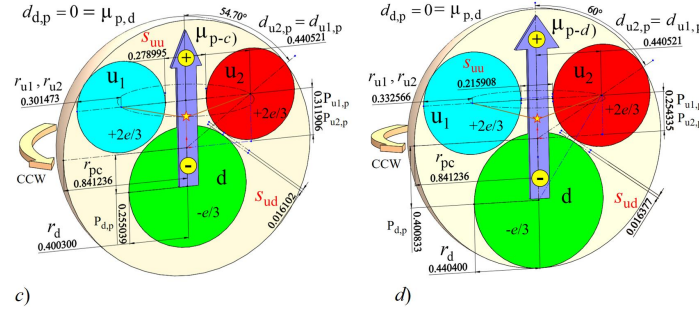 d_d,p = 0 = μ_p,d
54.70°
d_u2,p = d_u1,p
0.440521
s_uu
0.278995
μ_p-c)
+
r_u1 , r_u2
0.301473
u_1
u_2
+2e/3
+2e/3
P_u1,p
P_u2,p
0.311906
CCW
r_pc
0.841236
-
d
s_ud
0.016102
P_d,p
0.255039
r_d
0.400300
-e/3
c)
d_d,p = 0 = μ_p,d
60°
d_u2,p = d_u1,p
0.440521
s_uu
0.215908
μ_p-d)
+
r_u1 , r_u2
0.332566
u_1
u_2
+2e/3
+2e/3
P_u1,p
P_u2,p
0.254335
CCW
r_pc
0.841236
-
d
s_ud
0.016377
P_d,p
0.400833
r_d
0.440400
-e/3
d)